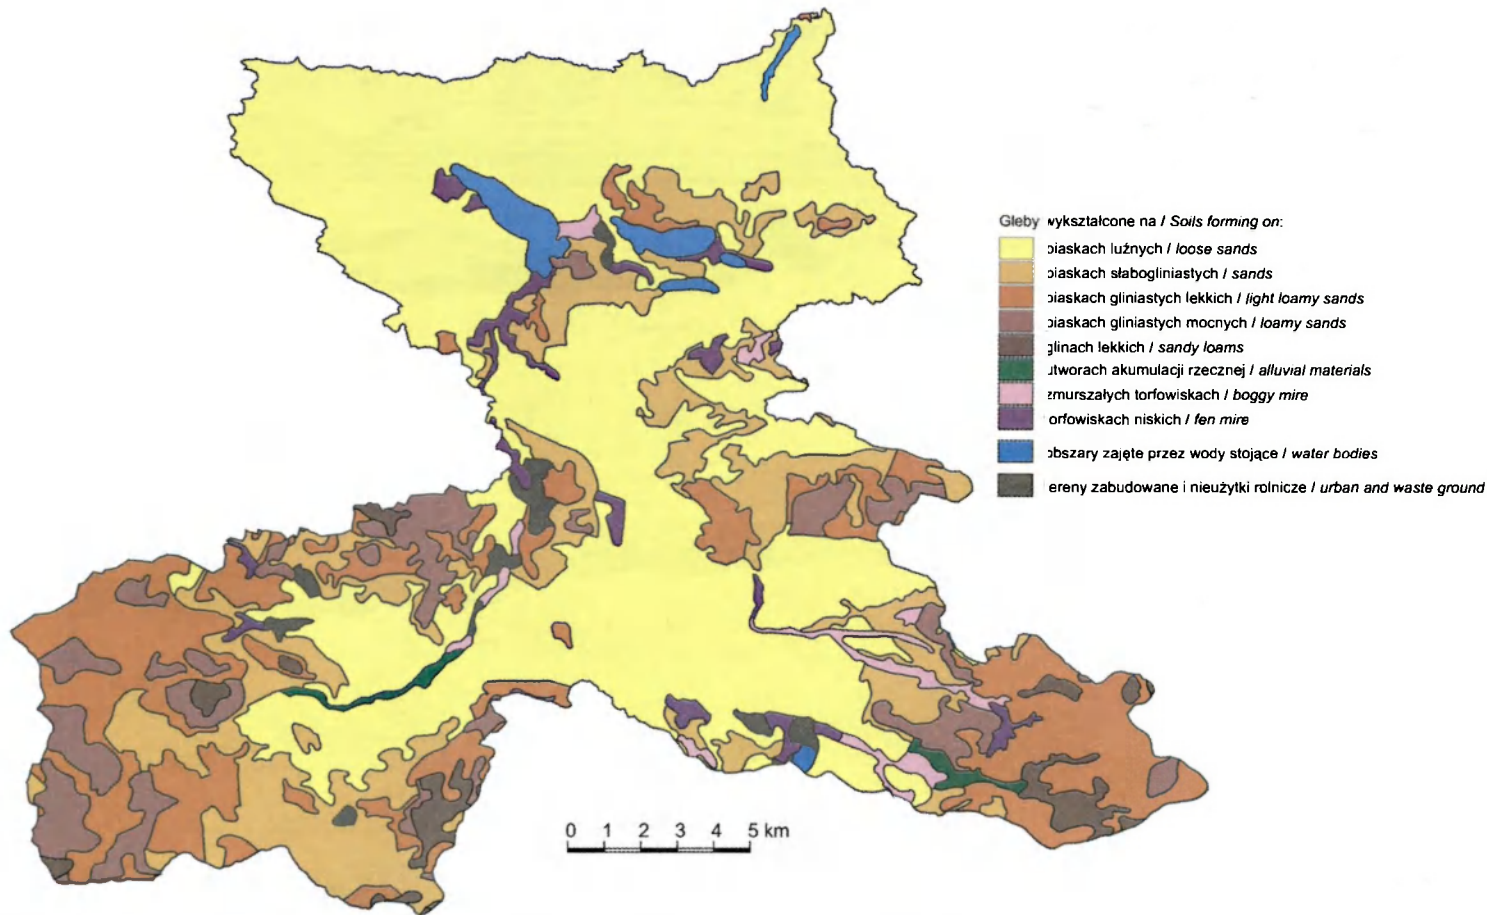 Gleby wykształcone na / Soils forming on:
piaskach luźnych / loose sands
piaskach słabogliniastych / sands
piaskach gliniastych lekkich / light loamy sands
piaskach gliniastych mocnych / loamy sands
glinach lekkich / sandy loams
utworach akumulacji rzecznej / alluvial materials
zmurszałych torfowiskach / boggy mire
torfowiskach niskich / fen mire
obszary zajęte przez wody stojące / water bodies
tereny zabudowane i nieużytki rolnicze / urban and waste ground
0 1 2 3 4 5 km